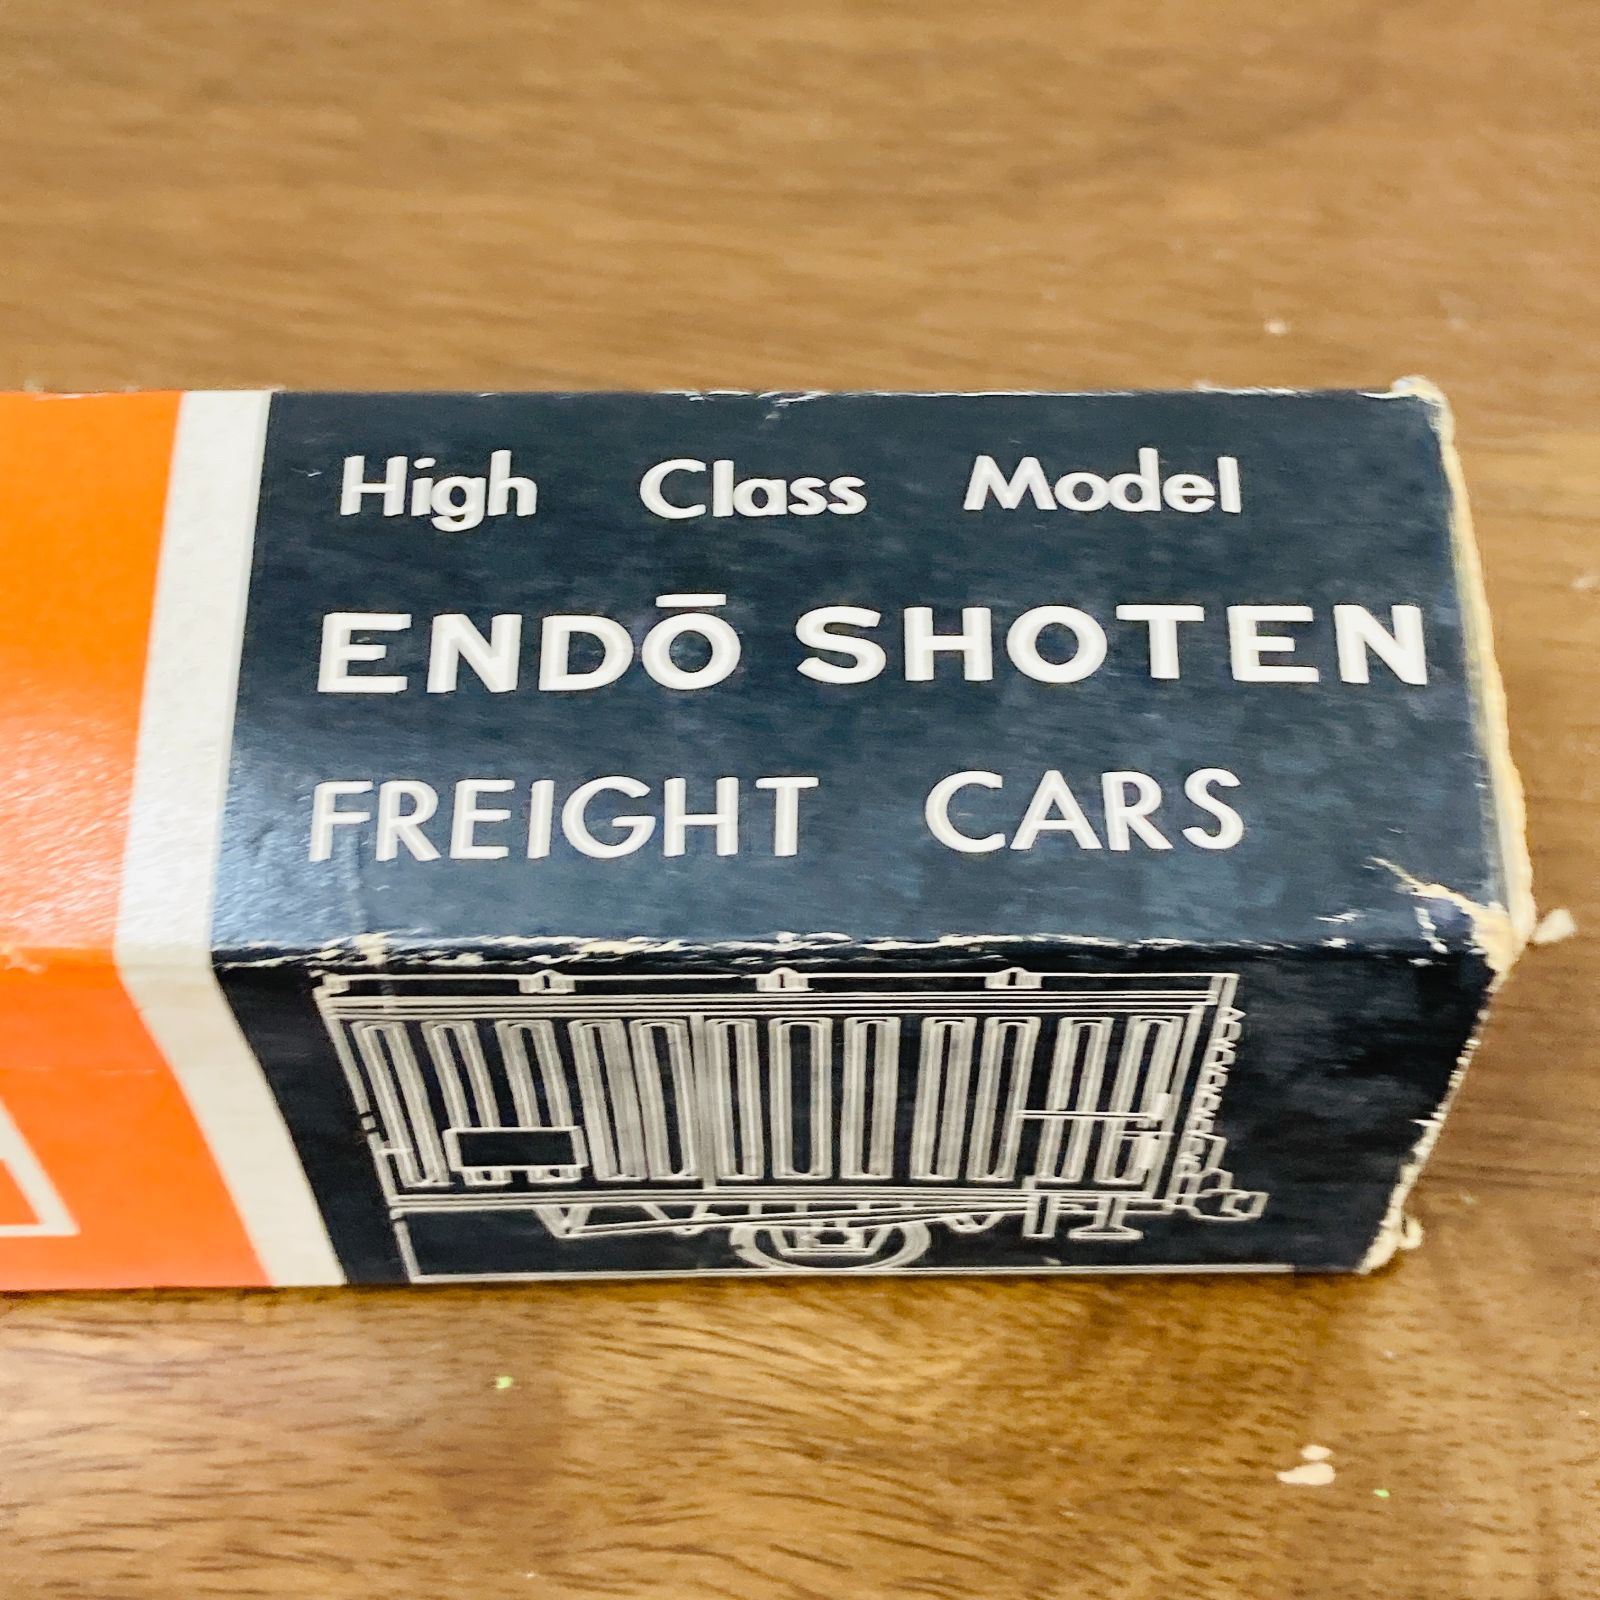 High Class Model
ENDŌ SHOTEN
FREIGHT CARS